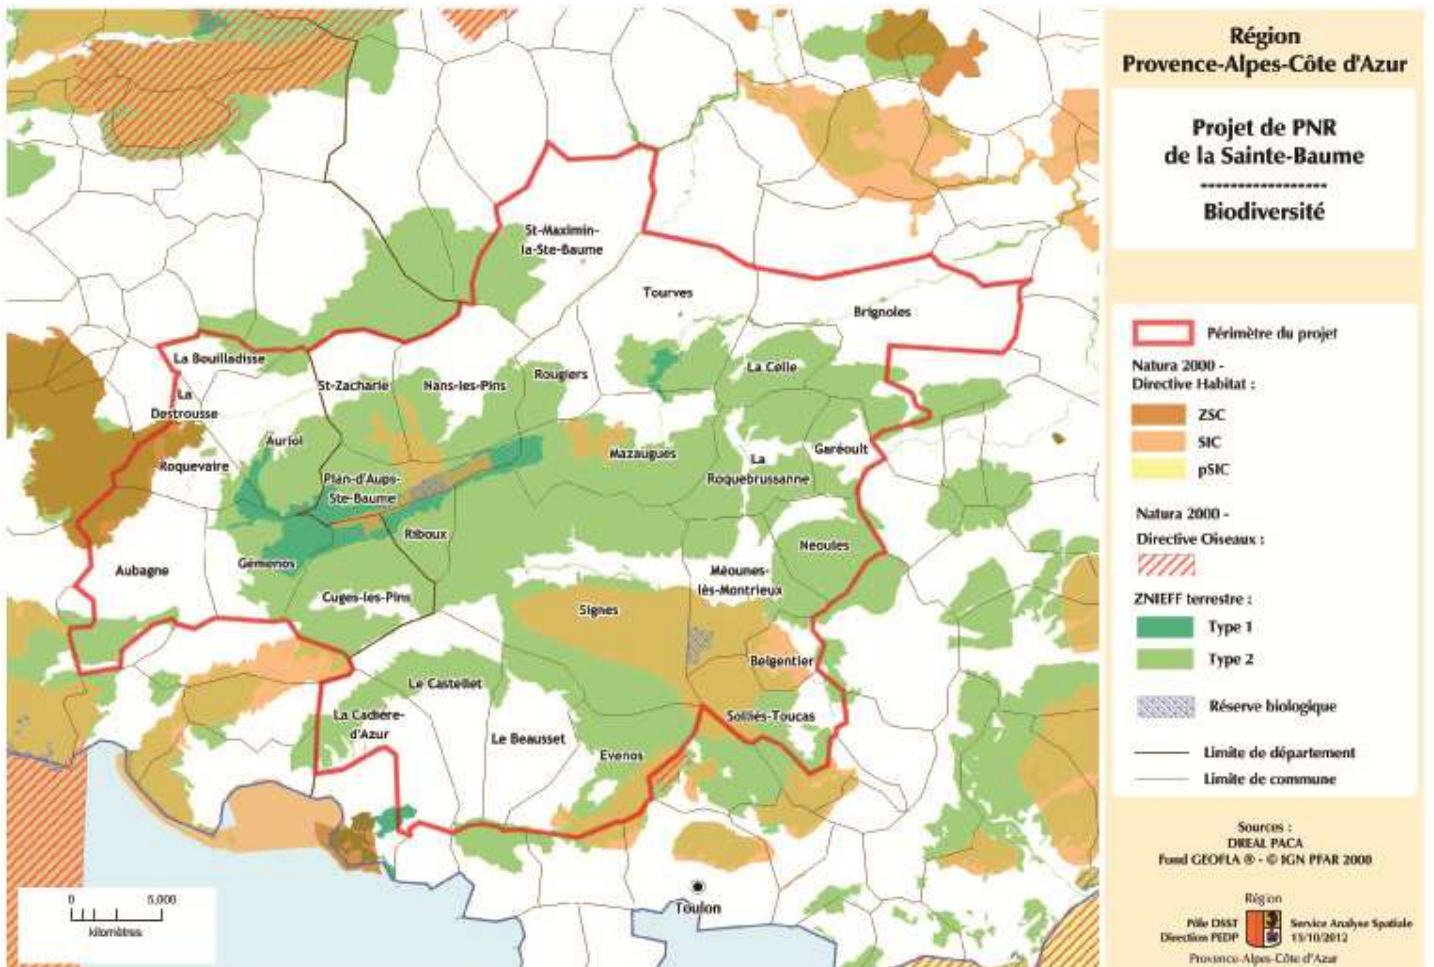 St-Maximin-
la-Ste-Baume
Tourves
Brignoles
La Bouilladisse
St-Zacharie
Nans-les-Pins
Rougiers
La Celle
La
Destrousse
Auriol
Roquevaire
Plan-d'Aups-
Ste-Baume
Mazaugues
La
Roquebrussanne
Garéoult
Riboux
Néoules
Gémenos
Aubagne
Cuges-les-Pins
Signes
Méounes-
lès-Montrieux
Belgentier
Le Castellet
La Cadière-
d'Azur
Le Beausset
Evenos
Solliès-Toucas
Toulon
0 5,000
kilomètres
Région
Provence-Alpes-Côte d'Azur
Projet de PNR
de la Sainte-Baume
-----------------
Biodiversité
Périmètre du projet
Natura 2000 -
Directive Habitat :
ZSC
SIC
pSIC
Natura 2000 -
Directive Oiseaux :
ZNIEFF terrestre :
Type 1
Type 2
Réserve biologique
Limite de département
Limite de commune
Sources :
DREAL PACA
Fond GEOFLA ® - © IGN PFAR 2000
Région
Pôle DSST
Direction PEDP
Service Analyse Spatiale
15/10/2012
Provence-Alpes-Côte d'Azur